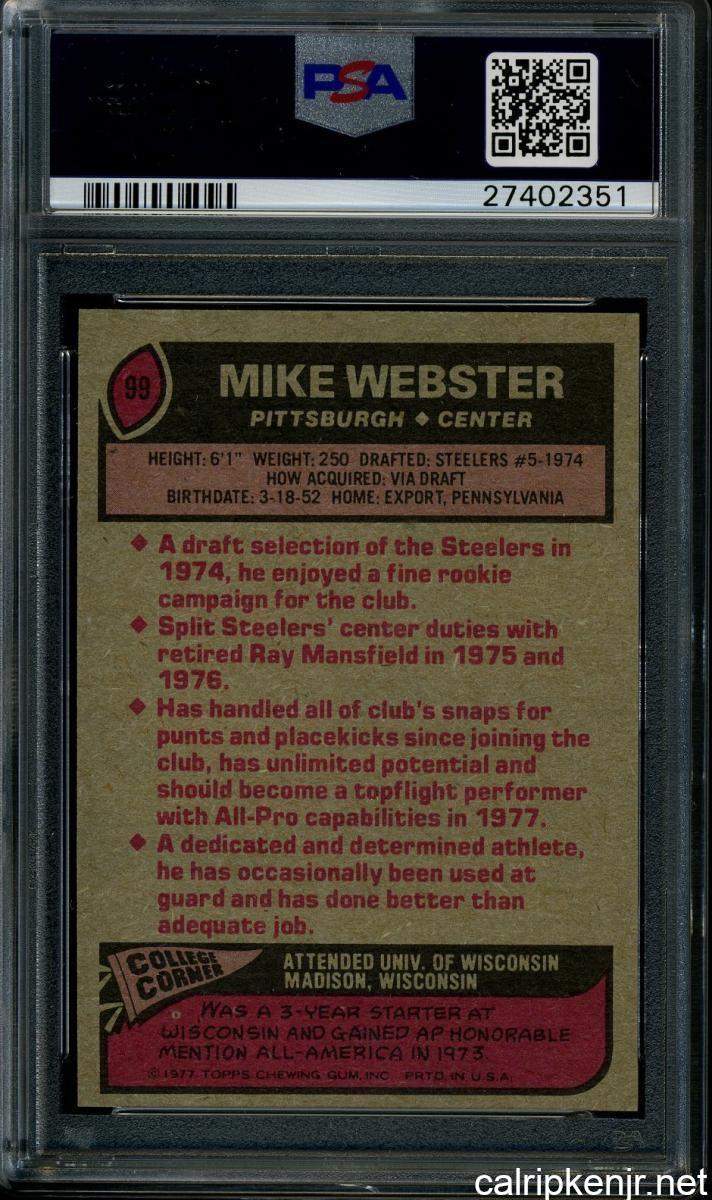 PSA
27402351
99
MIKE WEBSTER
PITTSBURGH ◆ CENTER
HEIGHT: 6'1" WEIGHT: 250 DRAFTED: STEELERS #5-1974
HOW ACQUIRED: VIA DRAFT
BIRTHDATE: 3-18-52 HOME: EXPORT, PENNSYLVANIA
◆ A draft selection of the Steelers in
1974, he enjoyed a fine rookie
campaign for the club.
◆ Split Steelers' center duties with
retired Ray Mansfield in 1975 and
1976.
◆ Has handled all of club's snaps for
punts and placekicks since joining the
club, has unlimited potential and
should become a topflight performer
with All-Pro capabilities in 1977.
◆ A dedicated and determined athlete,
he has occasionally been used at
guard and has done better than
adequate job.
COLLEGE
CORNER
ATTENDED UNIV. OF WISCONSIN
MADISON, WISCONSIN
WAS A 3-YEAR STARTER AT
WISCONSIN AND GAINED AP HONORABLE
MENTION ALL-AMERICA IN 1973.
© 1977 TOPPS CHEWING GUM, INC. PRTD. IN U.S.A.
calripkenjr.net